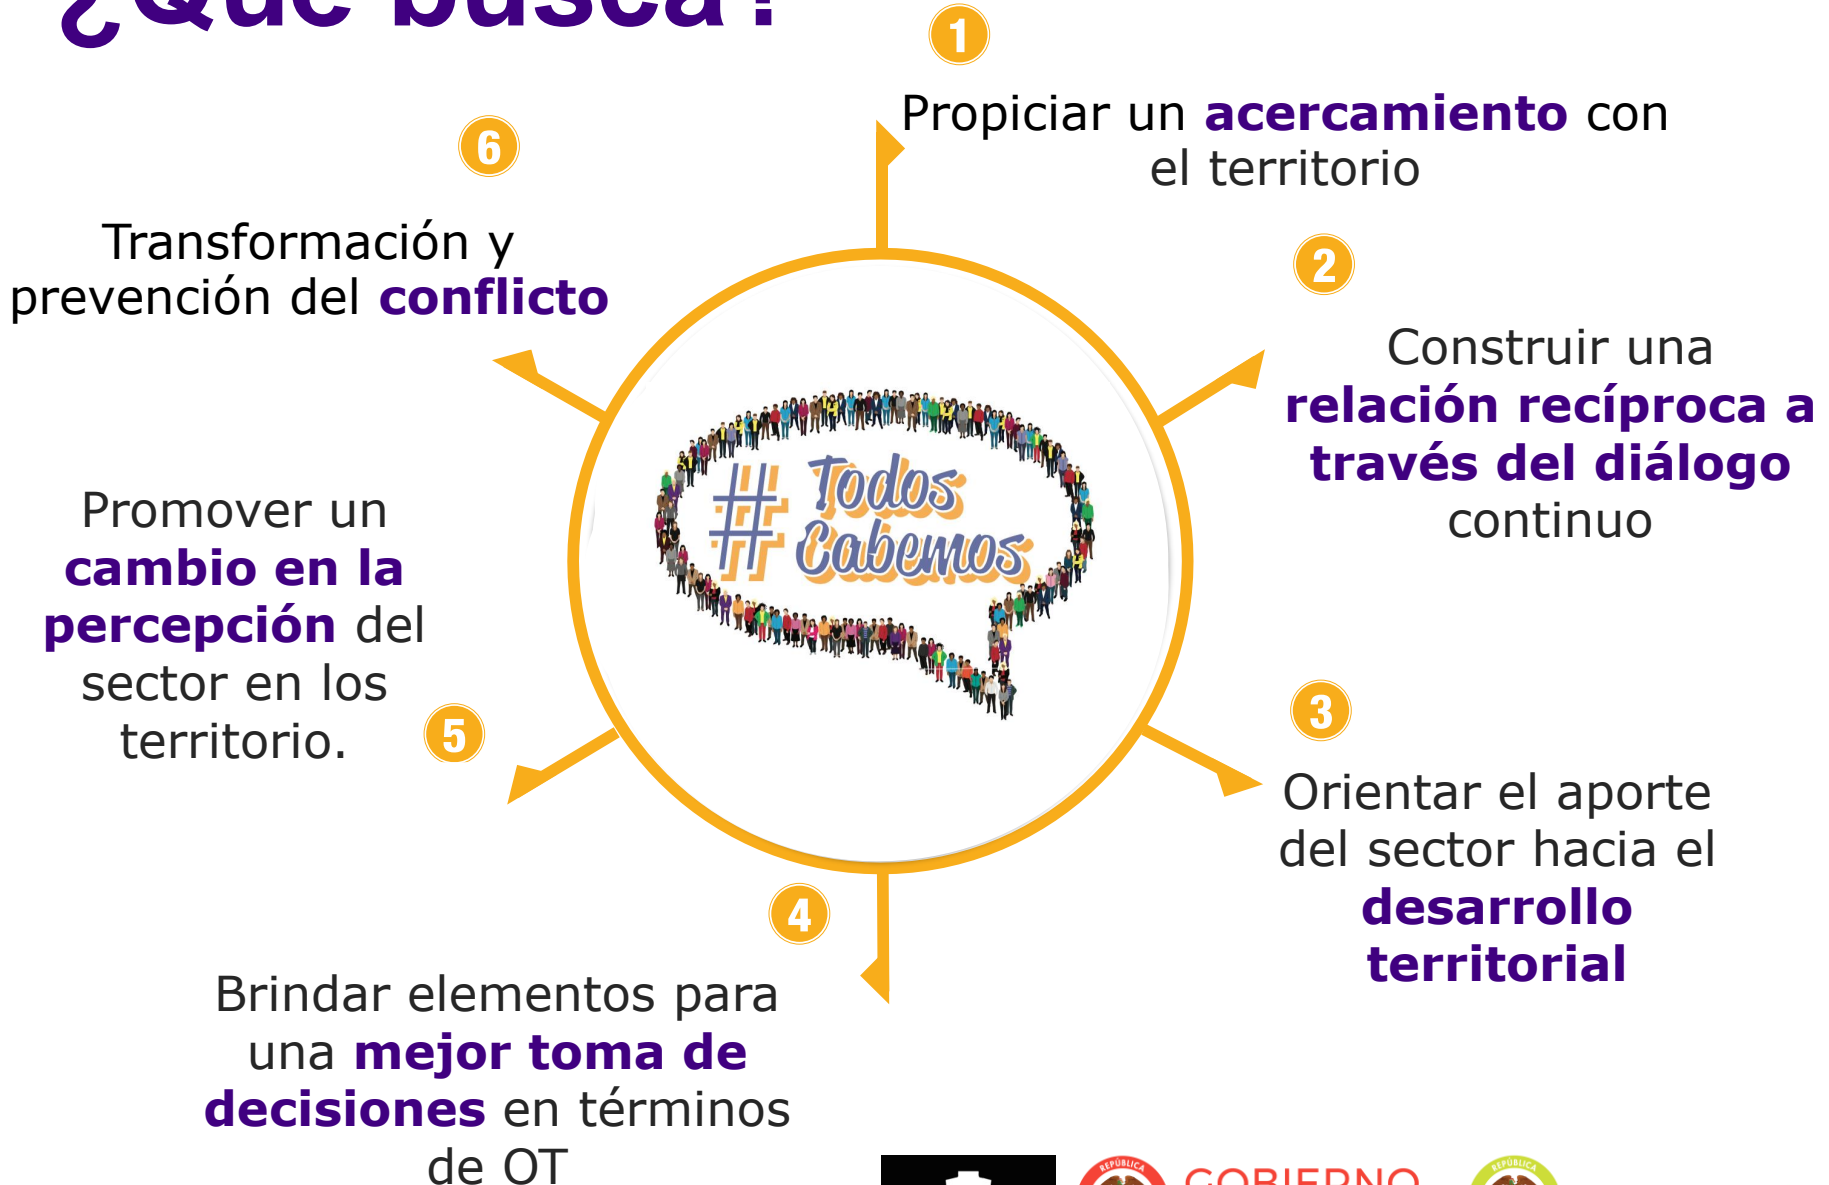 ¿Qué busca?
1
Propiciar un acercamiento con
el territorio
2
Construir una
relación recíproca a
través del diálogo
continuo
3
Orientar el aporte
del sector hacia el
desarrollo
territorial
4
Brindar elementos para
una mejor toma de
decisiones en términos
de OT
5
Promover un
cambio en la
percepción del
sector en los
territorio.
6
Transformación y
prevención del conflicto
# Todos
Cabemos
REPÚBLICA
GOBIERNO
REPÚBLICA